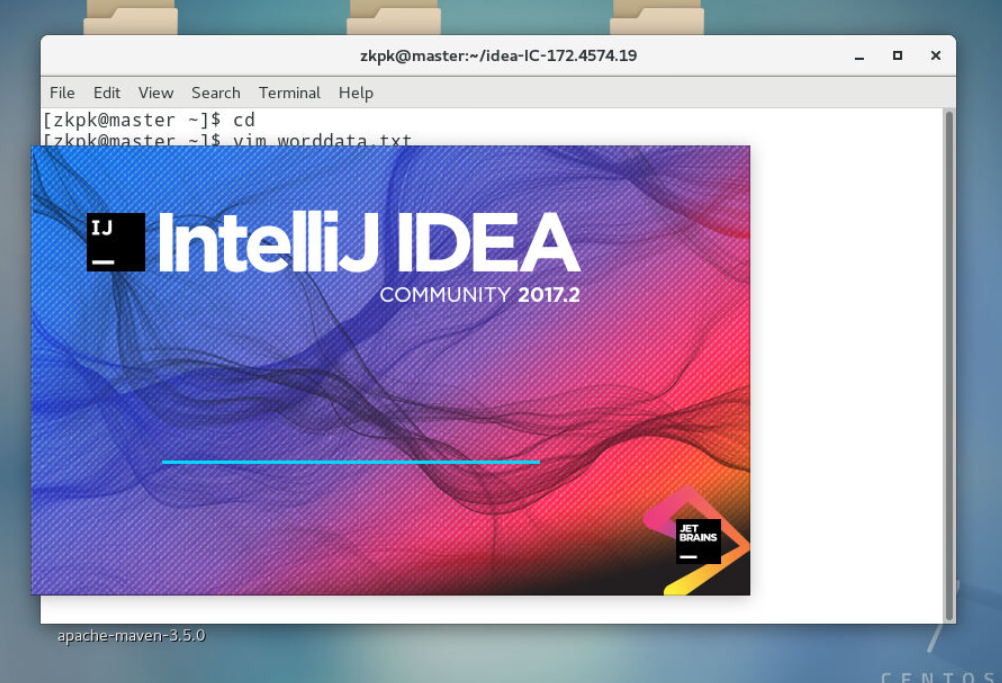 zkpk@master:~/idea-IC-172.4574.19
File Edit View Search Terminal Help
[zkpk@master ~]$ cd
[zkpk@master ~]$ vim worddata.txt
IJ
IntelliJ IDEA
COMMUNITY 2017.2
JET
BRAINS
apache-maven-3.5.0
7
CENTOS